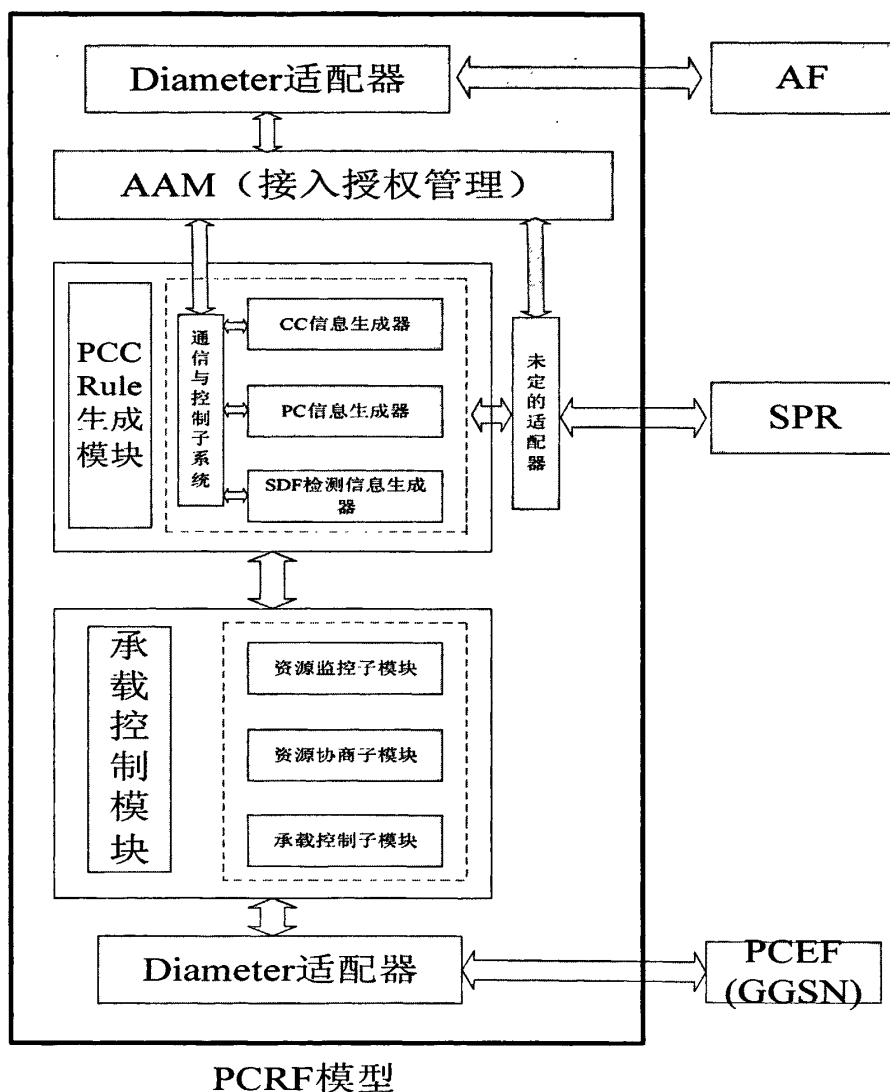 Diameter适配器
AF
AAM（接入授权管理）
PCC
Rule
生成
模块
通信与控制子系统
CC信息生成器
PC信息生成器
SDF检测信息生成
器
未定的适配器
SPR
承载控制模块
资源监控子模块
资源协商子模块
承载控制子模块
Diameter适配器
PCEF
(GGSN)
PCRF模型